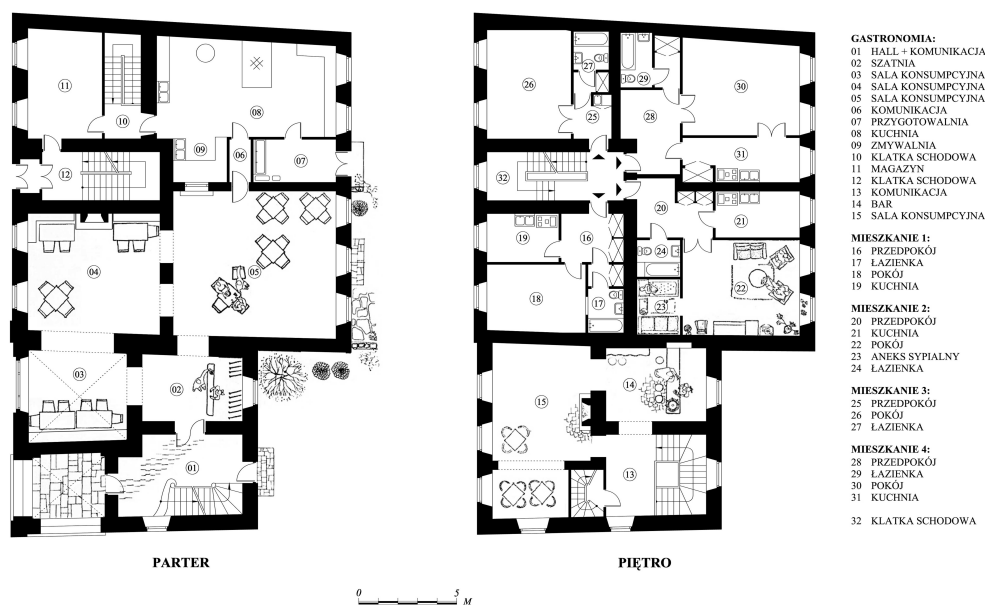 11
10
08
09
06
07
12
04
05
03
02
01
26
27
29
30
25
28
31
32
20
21
19
16
24
22
18
17
23
15
14
13
PARTER
PIĘTRO
0 5
M
GASTRONOMIA:
01 HALL + KOMUNIKACJA
02 SZATNIA
03 SALA KONSUMPCYJNA
04 SALA KONSUMPCYJNA
05 SALA KONSUMPCYJNA
06 KOMUNIKACJA
07 PRZYGOTOWALNIA
08 KUCHNIA
09 ZMYWALNIA
10 KLATKA SCHODOWA
11 MAGAZYN
12 KLATKA SCHODOWA
13 KOMUNIKACJA
14 BAR
15 SALA KONSUMPCYJNA
MIESZKANIE 1:
16 PRZEDPOKÓJ
17 ŁAZIENKA
18 POKÓJ
19 KUCHNIA
MIESZKANIE 2:
20 PRZEDPOKÓJ
21 KUCHNIA
22 POKÓJ
23 ANEKS SYPIALNY
24 ŁAZIENKA
MIESZKANIE 3:
25 PRZEDPOKÓJ
26 POKÓJ
27 ŁAZIENKA
MIESZKANIE 4:
28 PRZEDPOKÓJ
29 ŁAZIENKA
30 POKÓJ
31 KUCHNIA
32 KLATKA SCHODOWA